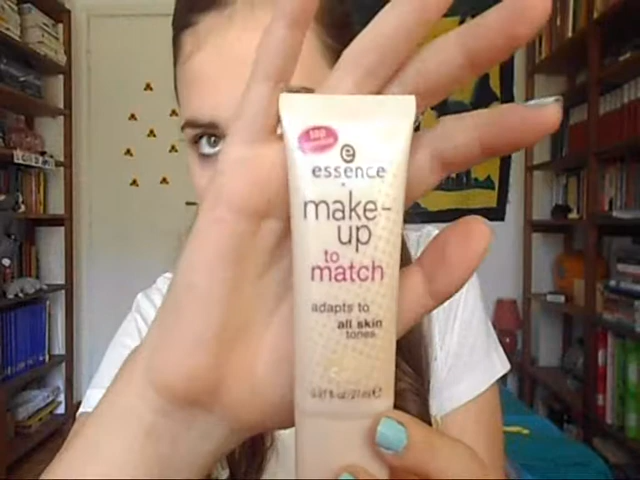 essence
make-
up
to
match
adapts to
all skin
tones